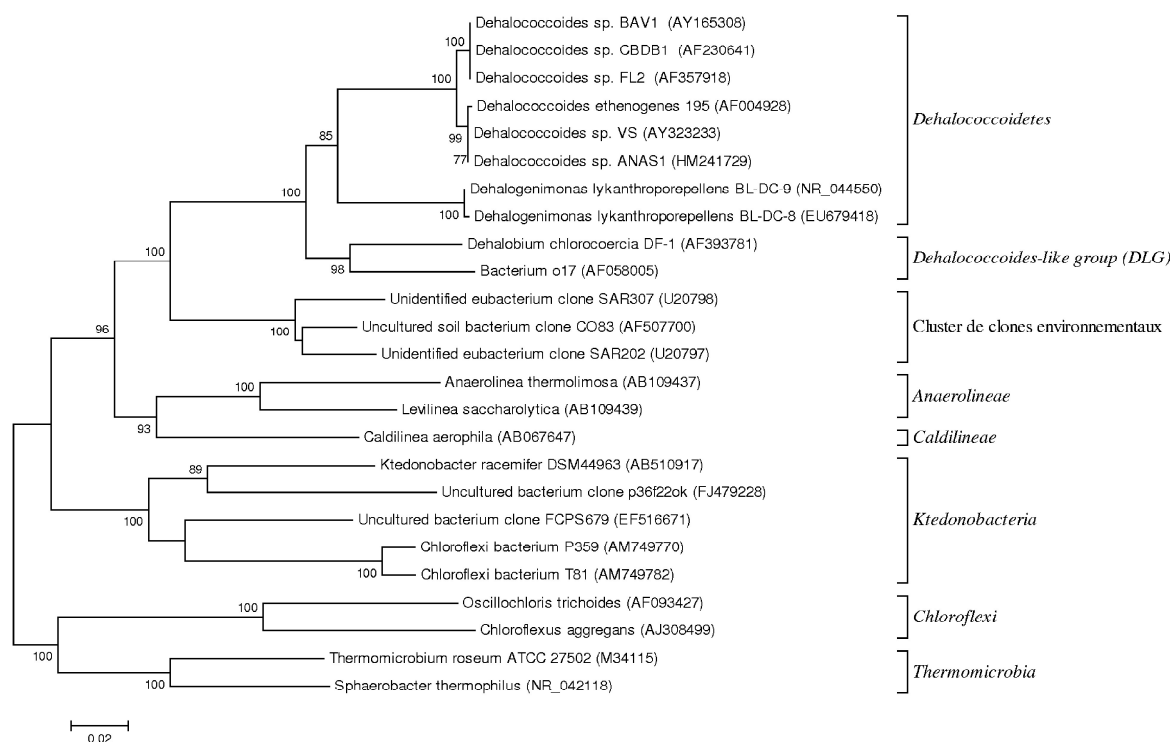 Dehalococcoides sp. BAV1 (AY165308)
100
Dehalococcoides sp. CBDB1 (AF230641)
100
Dehalococcoides sp. FL2 (AF357918)
Dehalococcoides ethenogenes 195 (AF004928)
Dehalococcoidetes
85
99
Dehalococcoides sp. VS (AY323233)
77
Dehalococcoides sp. ANAS1 (HM241729)
100
Dehalogenimonas lykanthroporepellens BL-DC-9 (NR_044550)
100
Dehalogenimonas lykanthroporepellens BL-DC-8 (EU679418)
100
Dehalobium chlorocoercia DF-1 (AF393781)
Dehalococcoides-like group (DLG)
98
Bacterium o17 (AF058005)
Unidentified eubacterium clone SAR307 (U20798)
100
Uncultured soil bacterium clone CO83 (AF507700)
Cluster de clones environnementaux
96
Unidentified eubacterium clone SAR202 (U20797)
100
Anaerolinea thermolimosa (AB109437)
Anaerolineae
Levilinea saccharolytica (AB109439)
93
Caldilinea aerophila (AB067647)
Caldilineae
89
Ktedonobacter racemifer DSM44963 (AB510917)
Uncultured bacterium clone p36f22ok (FJ479228)
100
Uncultured bacterium clone FCPS679 (EF516671)
Ktedonobacteria
Chloroflexi bacterium P359 (AM749770)
100
Chloroflexi bacterium T81 (AM749782)
100
Oscillochloris trichoides (AF093427)
Chloroflexi
Chloroflexus aggregans (AJ308499)
100
Thermomicrobium roseum ATCC 27502 (M34115)
Thermomicrobia
100
Sphaerobacter thermophilus (NR_042118)
0.02